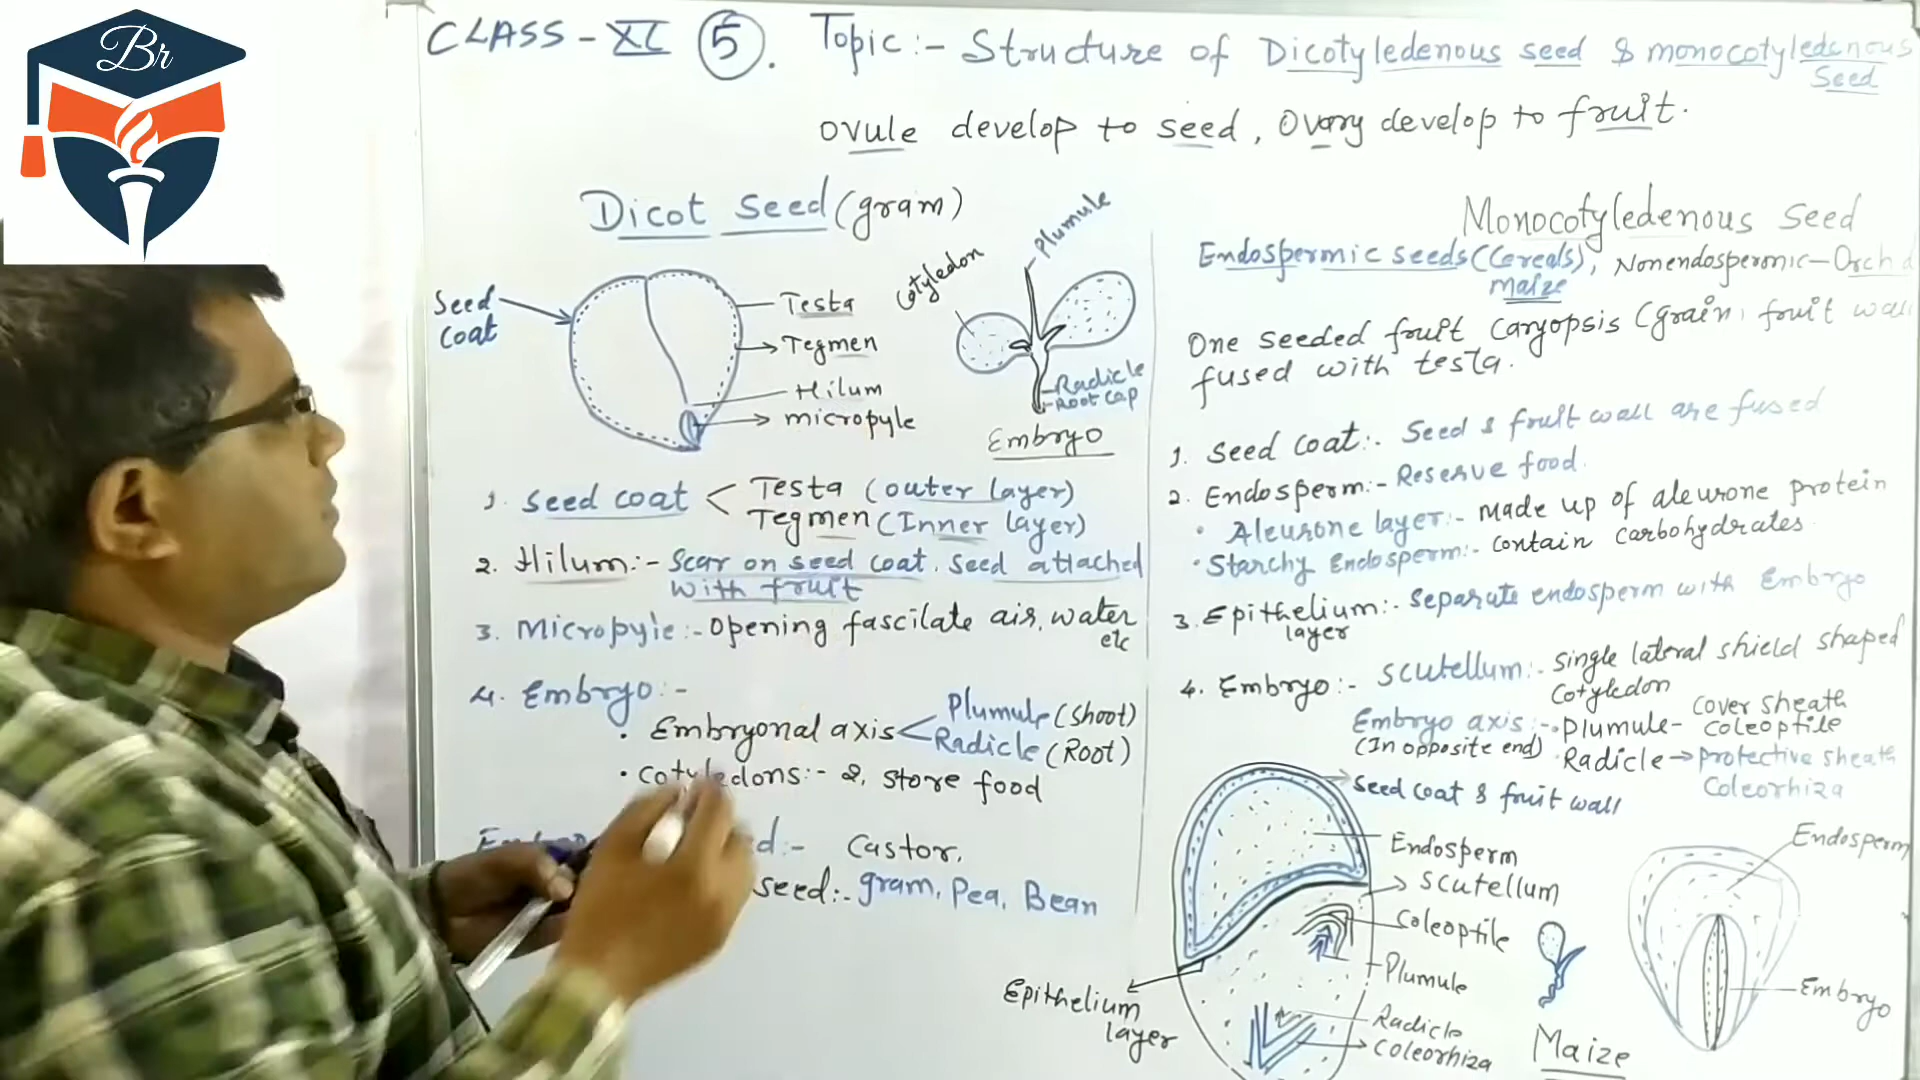 Br
CLASS - XI 5. Topic:- Structure of Dicotyledenous seed & monocotyledenous
Seed
ovule develop to seed, Ovary develop to fruit.
Dicot Seed (gram)
Seed
coat
Testa
Tegmen
Hilum
micropyle
Cotyledon
Plumule
Radicle
Root cap
Embryo
1. Seed coat < Testa (outer layer)
Tegmen (Inner layer)
2. Hilum:- Scar on seed coat. Seed attached
with fruit
3. Micropyle:- Opening fascilate air, water
etc
4. Embryo:-
. Embryonal axis < Plumule (Shoot)
Radicle (Root)
. Cotyledons:- 2, store food
d:- Castor,
seed:- gram, Pea, Bean
Monocotyledenous Seed
Endospermic seeds (Cereals), Nonendosperomic-Orchid
maize
One seeded fruit caryopsis (grain, fruit wall
fused with testa.
1. Seed coat:- Seed & fruit wall are fused
2. Endosperm:- Reserve food.
. Aleurone layer:- made up of aleurone protein
. Starchy Endosperm:- contain carbohydrates
3. Epithelium:- Separate endosperm with Embryo
layer
4. Embryo:- Scutellum:- single lateral shield shaped
Cotyledon
Embryo axis:- . Plumule- cover sheath
coleoptile
(In opposite end) . Radicle → protective sheath
Coleorhiza
Seed coat & fruit wall
Endosperm
Scutellum
Coleoptile
Plumule
Radicle
Coleorhiza
Epithelium
layer
Maize
Endosperm
Embryo